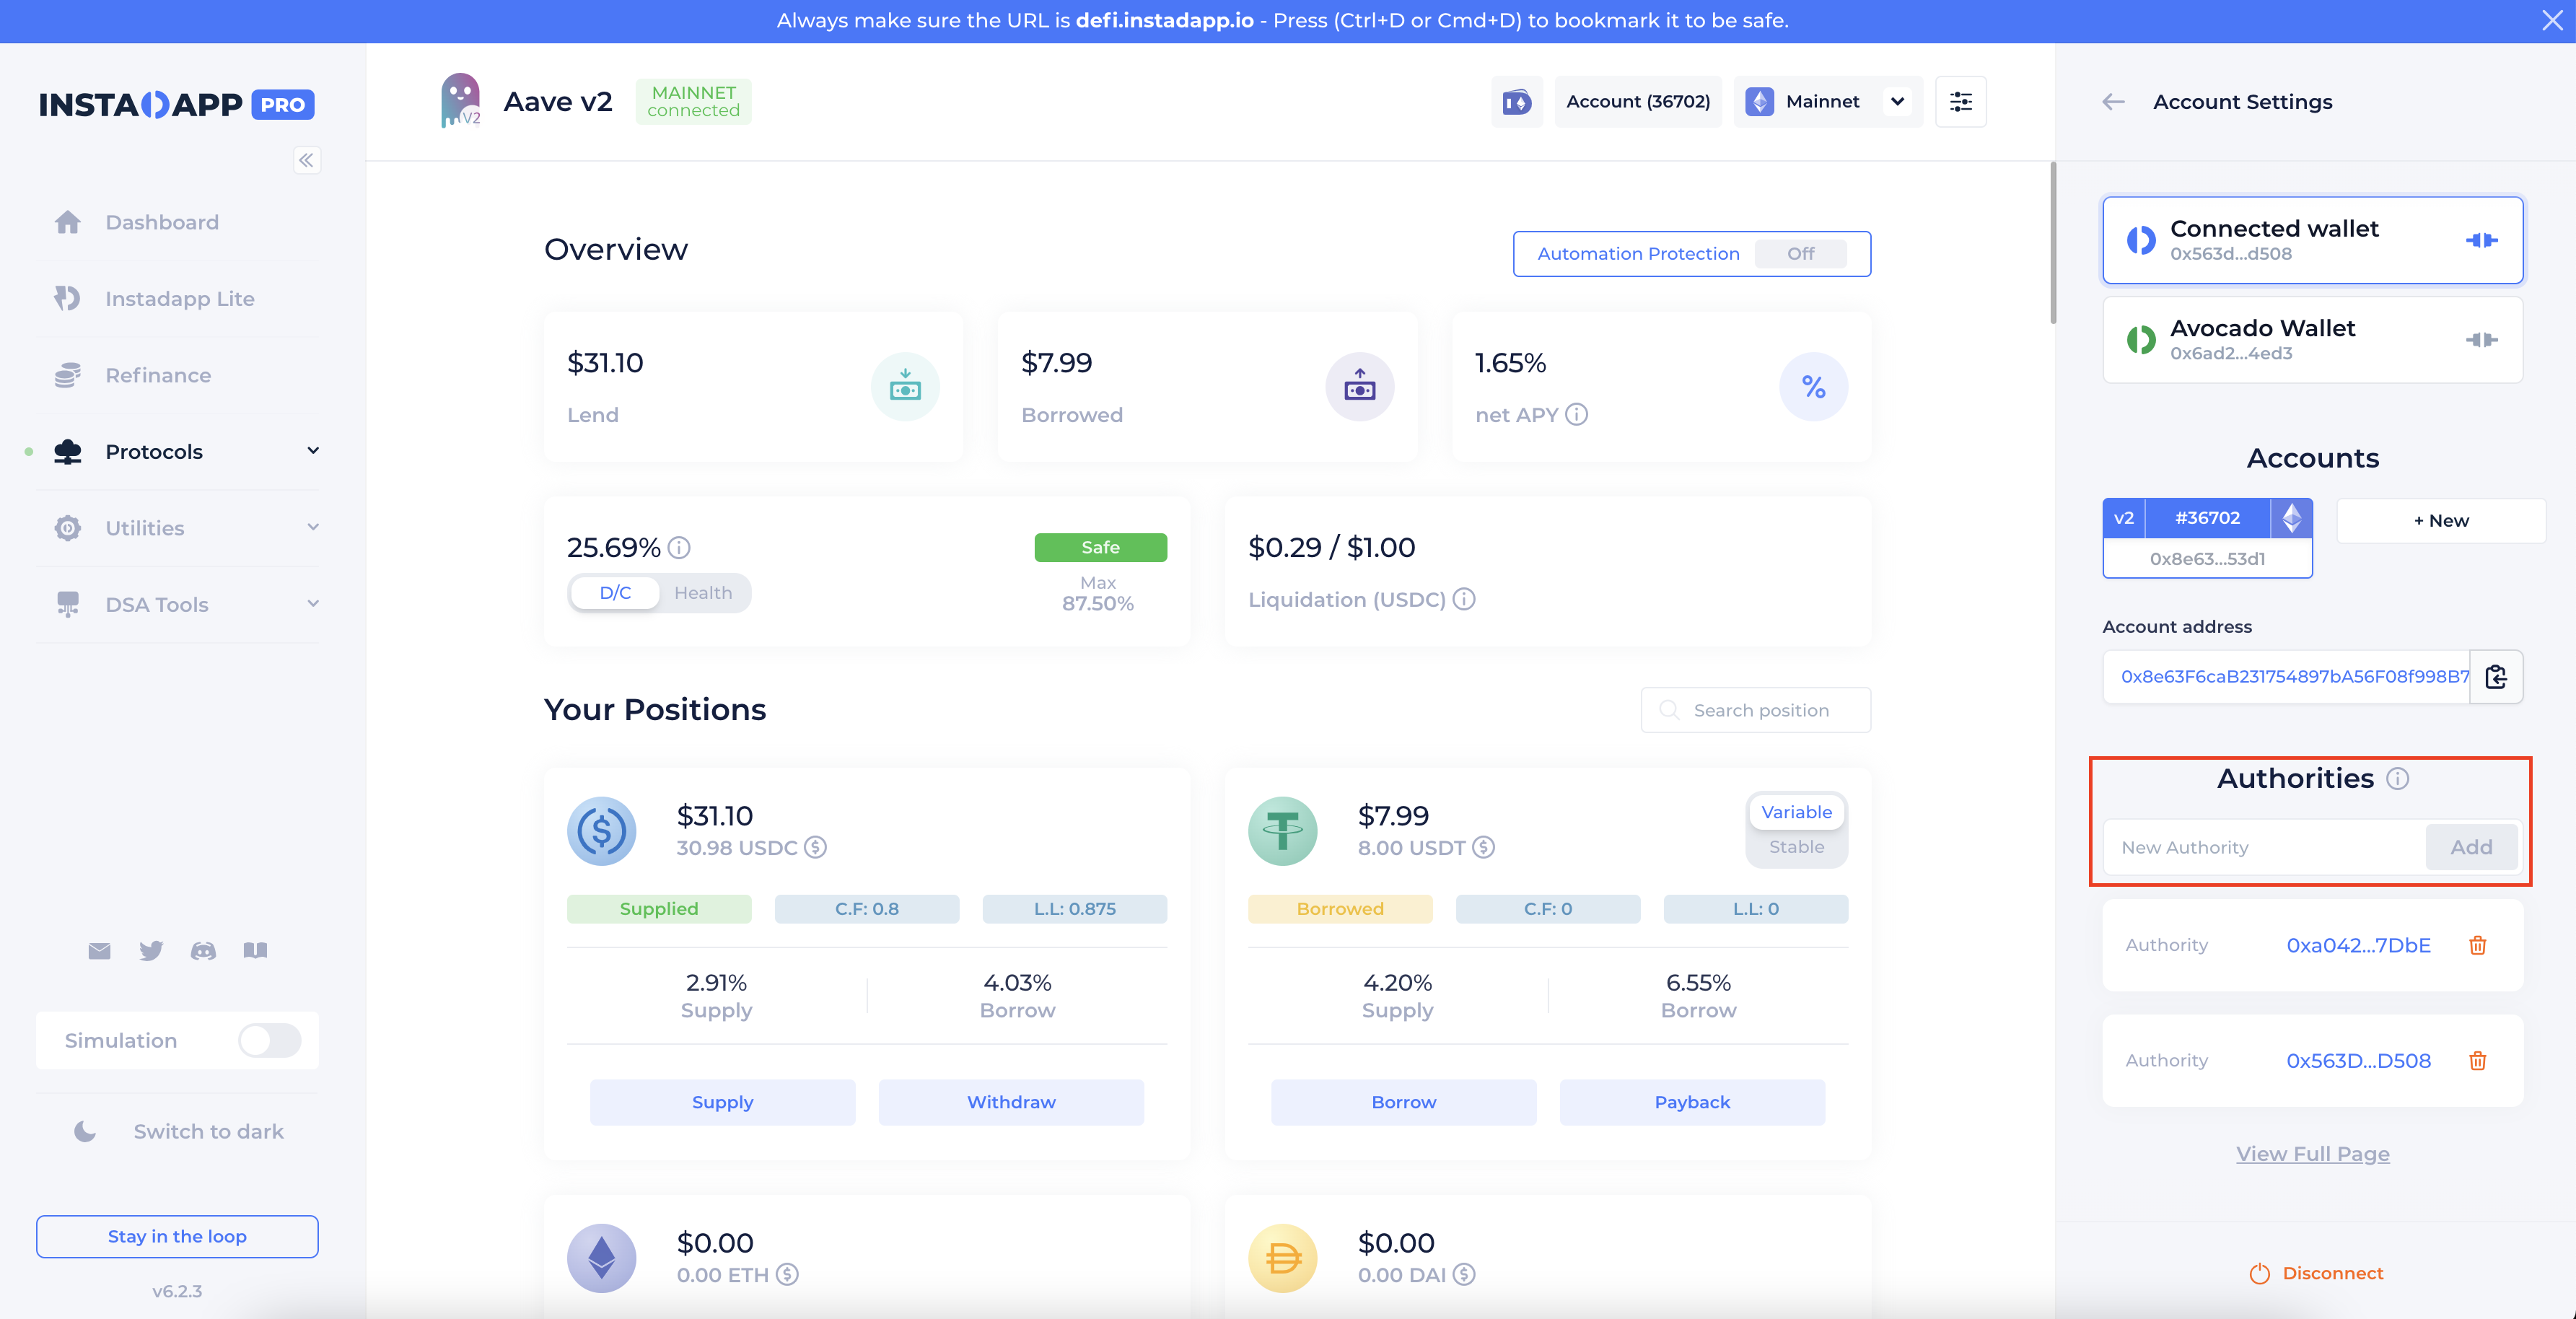 Always make sure the URL is defi.instadapp.io - Press (Ctrl+D or Cmd+D) to bookmark it to be safe.
INSTADAPP PRO
Dashboard
Instadapp Lite
Refinance
Protocols
Utilities
DSA Tools
Simulation
Switch to dark
Stay in the loop
v6.2.3
V2
Aave v2
MAINNET
connected
Account (36702)
Mainnet
Overview
Automation Protection Off
$31.10
Lend
$7.99
Borrowed
1.65%
net APY
%
25.69%
D/C Health
Safe
Max
87.50%
$0.29 / $1.00
Liquidation (USDC)
Your Positions
Search position
$31.10
30.98 USDC
Supplied C.F: 0.8 L.L: 0.875
2.91% 4.03%
Supply Borrow
Supply Withdraw
$7.99
8.00 USDT
Variable
Stable
Borrowed C.F: 0 L.L: 0
4.20% 6.55%
Supply Borrow
Borrow Payback
$0.00
0.00 ETH
$0.00
0.00 DAI
Account Settings
Connected wallet
0x563d...d508
Avocado Wallet
0x6ad2...4ed3
Accounts
v2 #36702
0x8e63...53d1
+ New
Account address
0x8e63F6caB231754897bA56F08f998B7
Authorities
New Authority Add
Authority 0xa042...7DbE
Authority 0x563D...D508
View Full Page
Disconnect